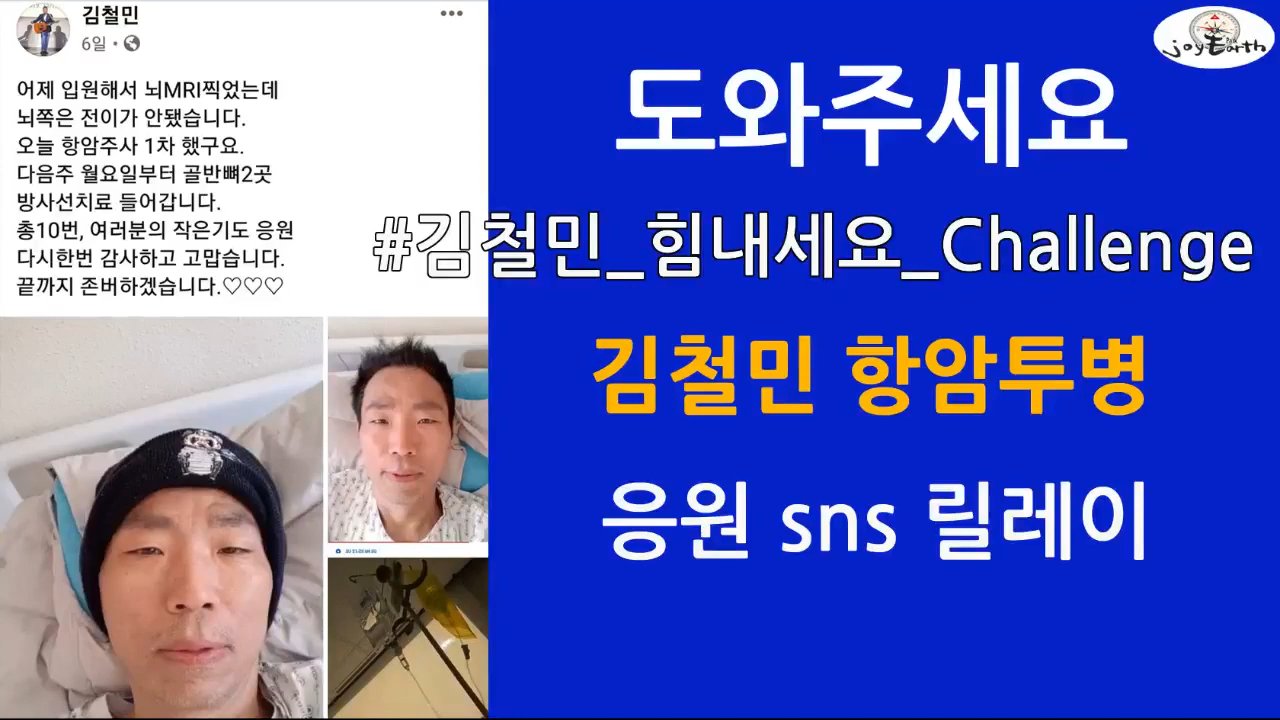 김철민
6일
어제 입원해서 뇌MRI찍었는데
뇌쪽은 전이가 안됐습니다.
오늘 항암주사 1차 했구요.
다음주 월요일부터 골반뼈2곳
방사선치료 들어갑니다.
총10번, 여러분의 작은기도 응원
다시한번 감사하고 고맙습니다.
끝까지 존버하겠습니다.♡♡♡
joy Earth
도와주세요
#김철민_힘내세요_Challenge
김철민 항암투병
응원 sns 릴레이